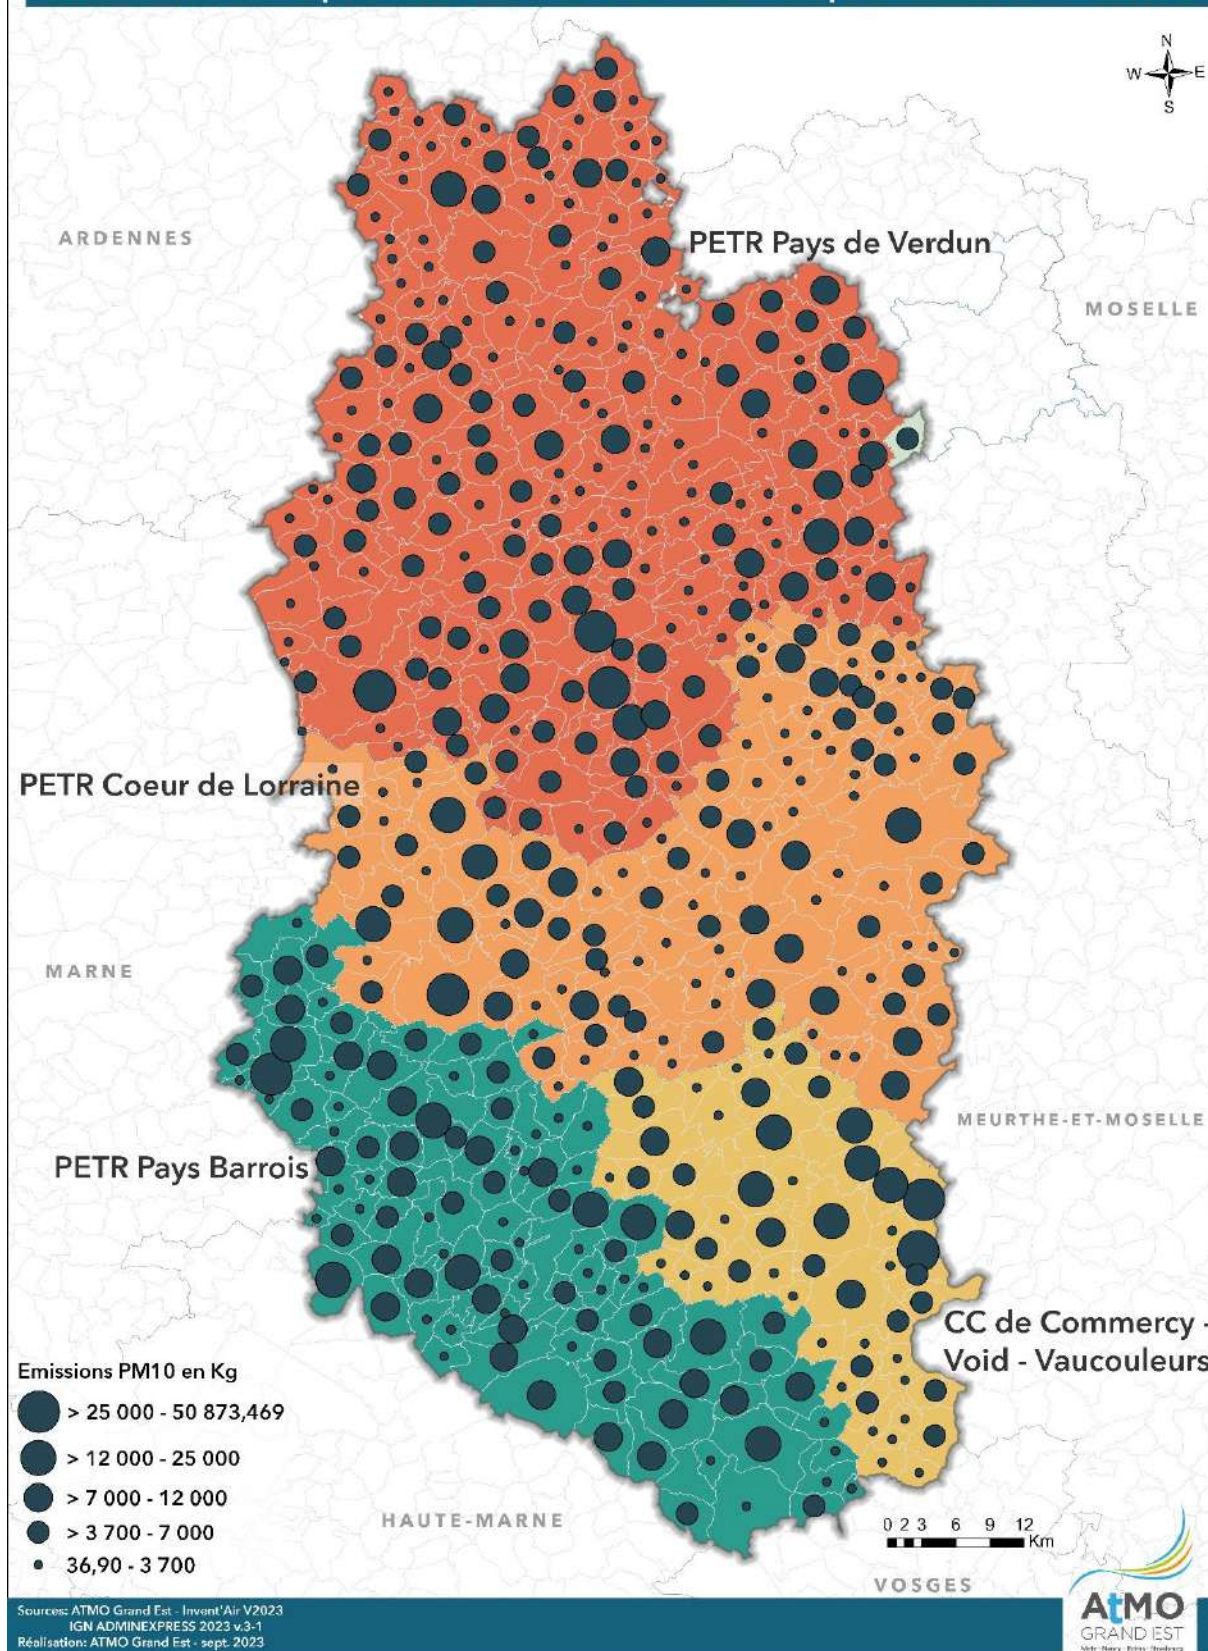 N
W E
S
ARDENNES
PETR Pays de Verdun
MOSELLE
PETR Coeur de Lorraine
MARNE
MEURTHE-ET-MOSELLE
PETR Pays Barrois
CC de Commercy -
Void - Vaucouleurs
Emissions PM10 en Kg
> 25 000 - 50 873,469
> 12 000 - 25 000
> 7 000 - 12 000
> 3 700 - 7 000
36,90 - 3 700
HAUTE-MARNE
0 2 3 6 9 12
Km
VOSGES
Sources: ATMO Grand Est - Invent'Air V2023
IGN ADMINEXPRESS 2023 v.3-1
Réalisation: ATMO Grand Est - sept. 2023
AtMO
GRAND EST